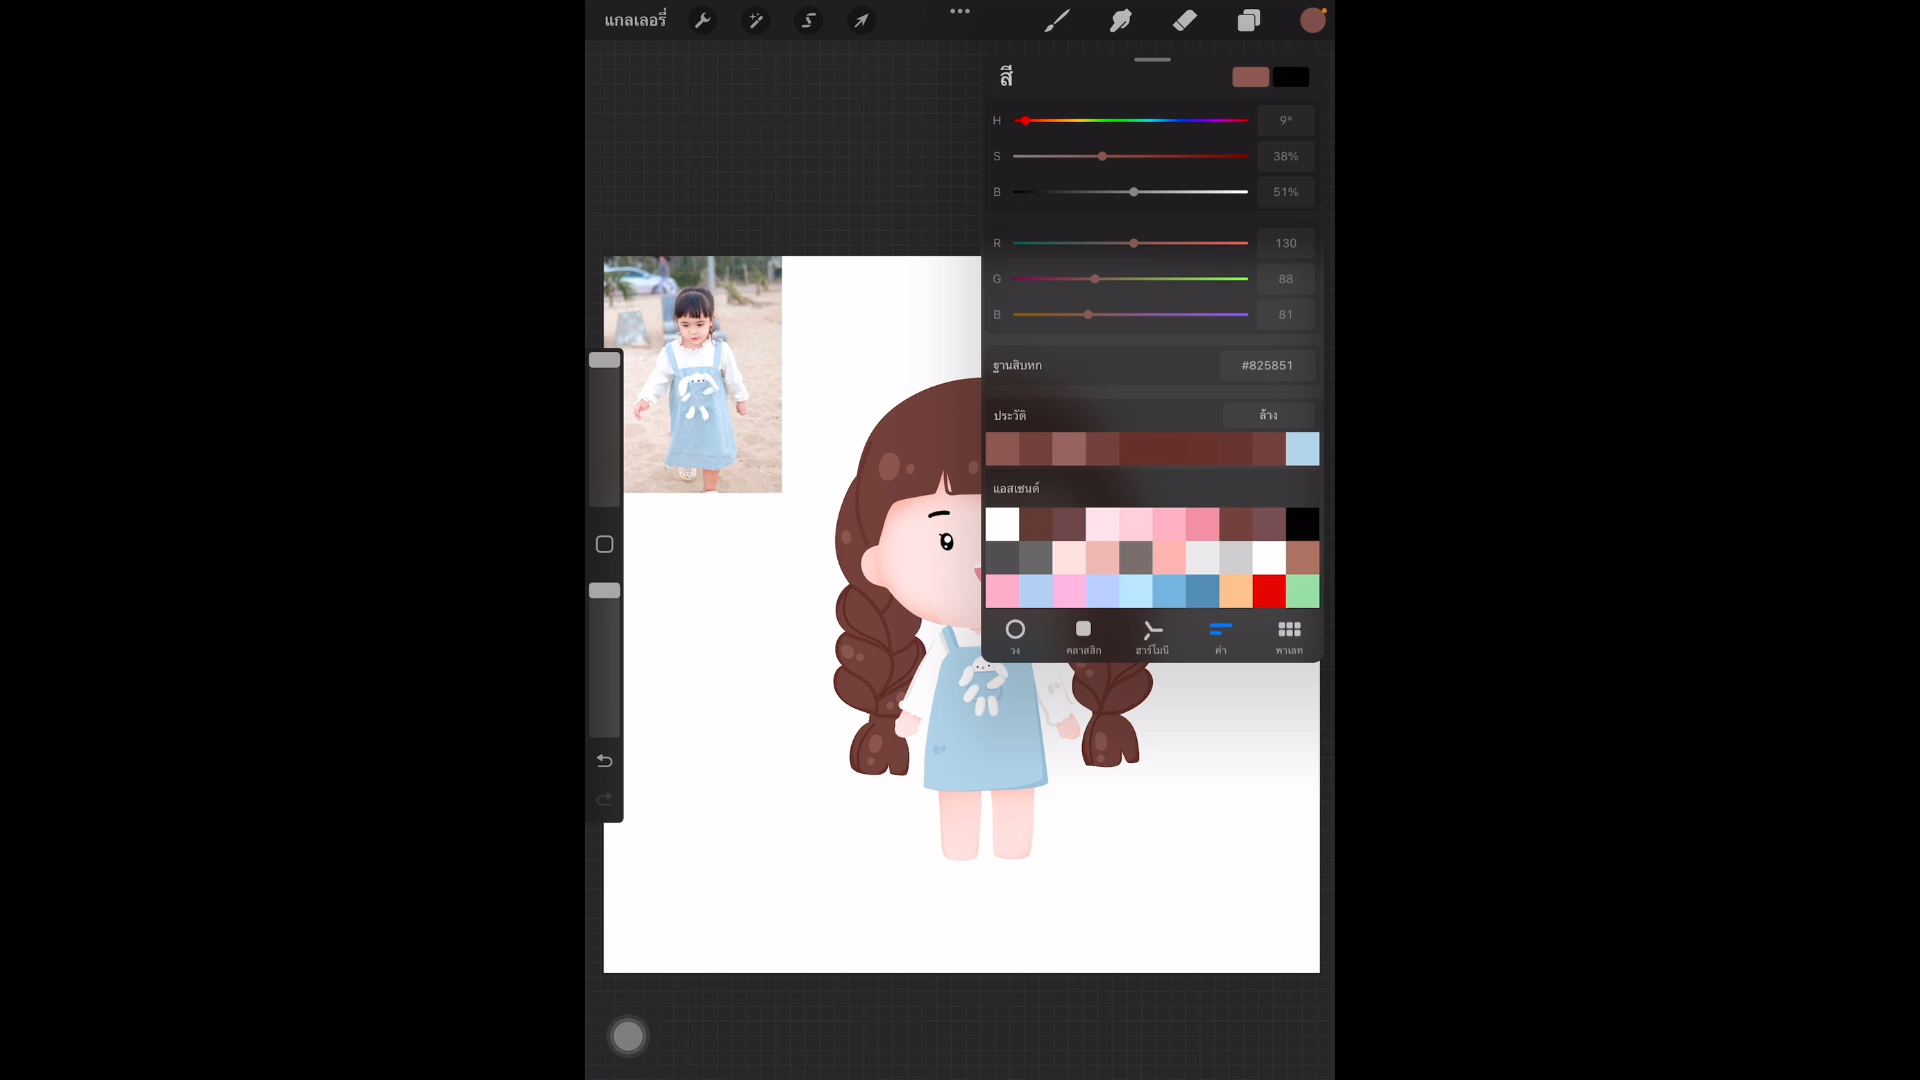 แกลเลอรี่
สี
H 9°
S 38%
B 51%
R 130
G 88
B 81
ฐานสิบหก #825851
ประวัติ ล้าง
แอสเซนต์
วง คลาสสิก ฮาร์โมนี ค่า พาเลท